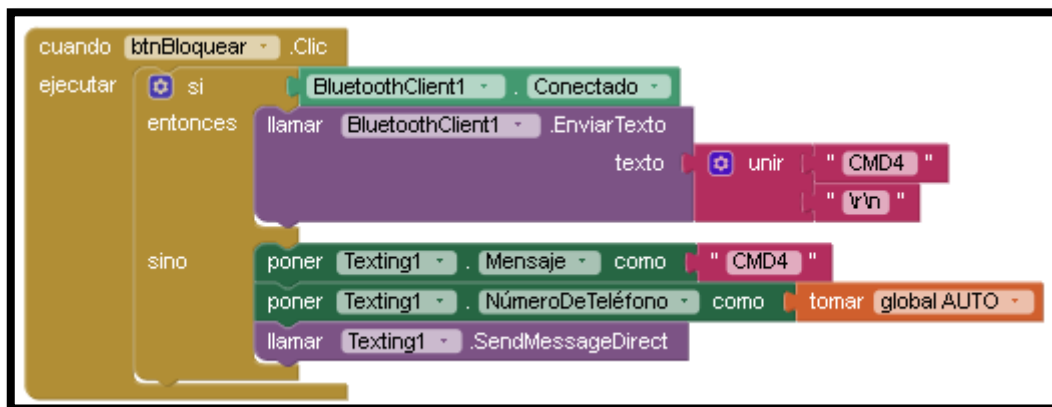 cuando btnBloquear .Clic
ejecutar si BluetoothClient1 . Conectado
entonces llamar BluetoothClient1 .EnviarTexto
texto unir " CMD4 "
" \r\n "
sino poner Texting1 . Mensaje como " CMD4 "
poner Texting1 . NúmeroDeTeléfono como tomar global AUTO
llamar Texting1 .SendMessageDirect